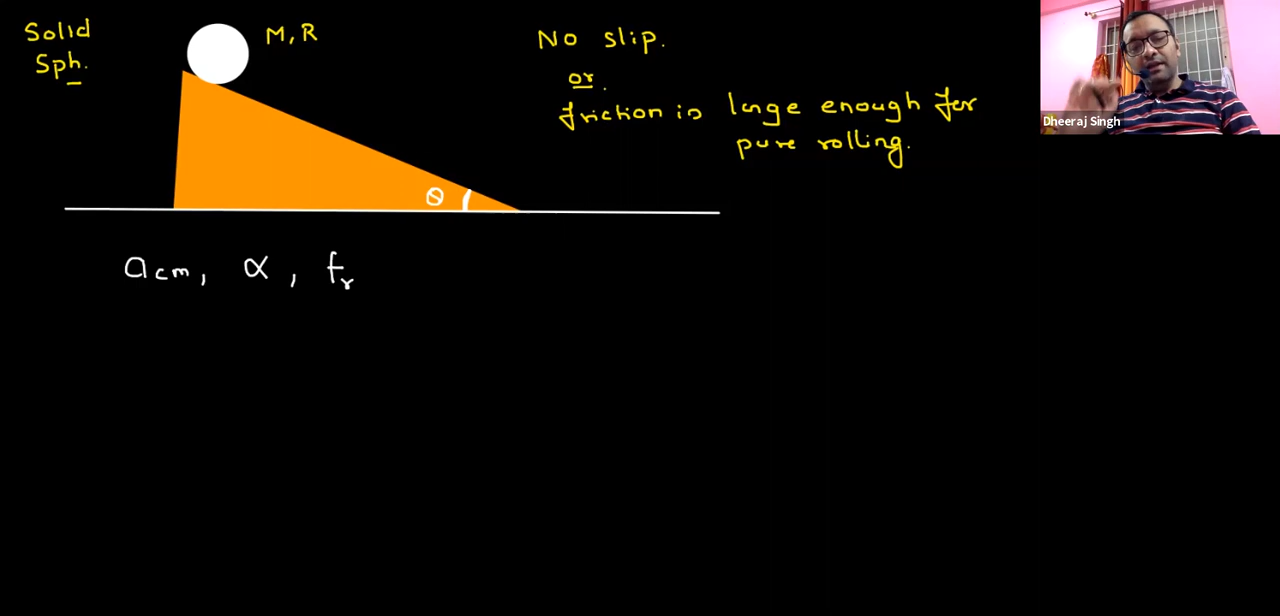 Solid
Sph.
M, R
No slip.
or.
friction is large enough for
pure rolling.
Dheeraj Singh
θ
acm, α, fr